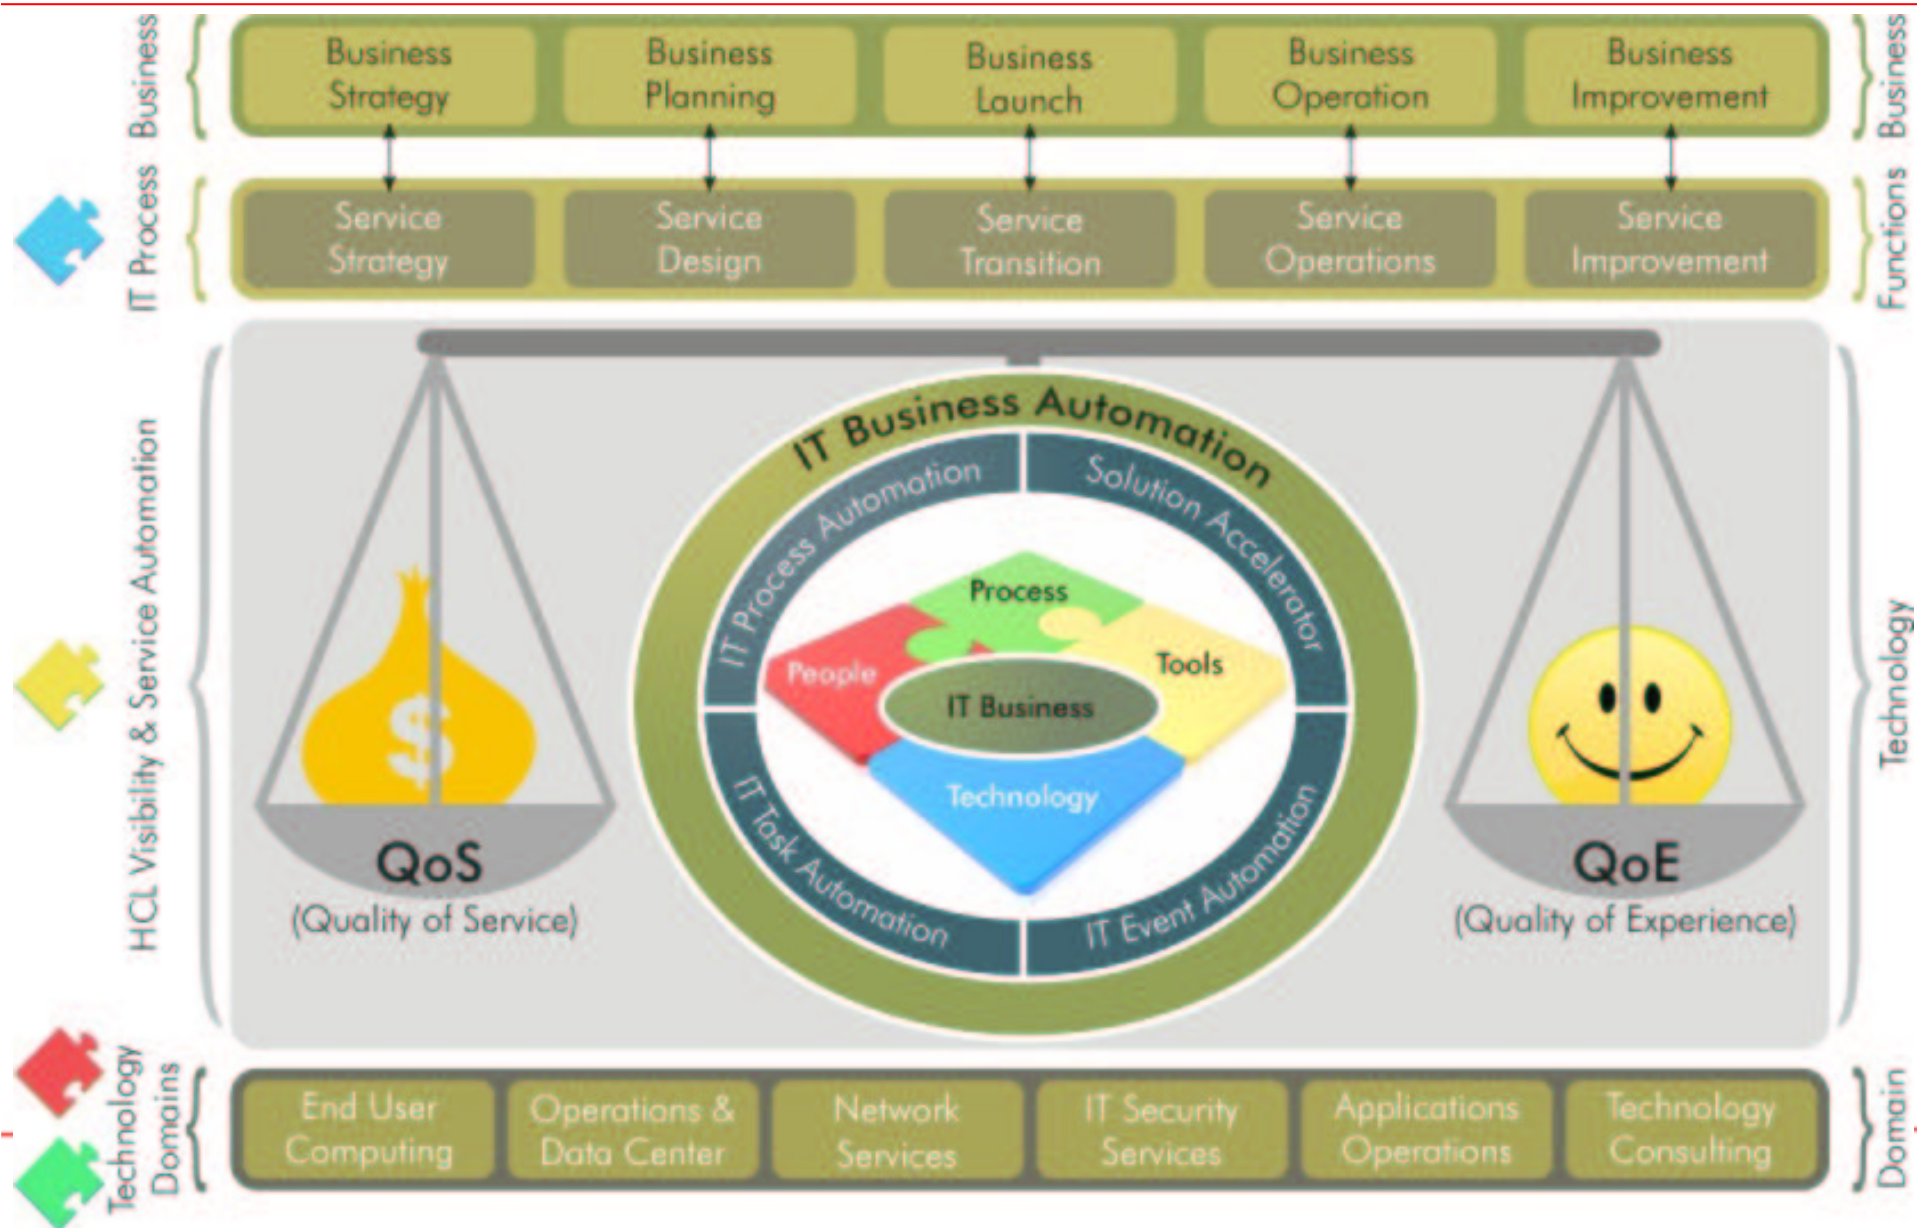 Business
Business
Strategy
Business
Planning
Business
Launch
Business
Operation
Business
Improvement
Business
IT Process
Service
Strategy
Service
Design
Service
Transition
Service
Operations
Service
Improvement
Functions
HCL Visibility & Service Automation
IT Business Automation
IT Process Automation
Solution Accelerator
Process
People
Tools
IT Business
Technology
IT Task Automation
IT Event Automation
$
QoS
(Quality of Service)
QoE
(Quality of Experience)
Technology
Technology
Domains
End User
Computing
Operations &
Data Center
Network
Services
IT Security
Services
Applications
Operations
Technology
Consulting
Domain